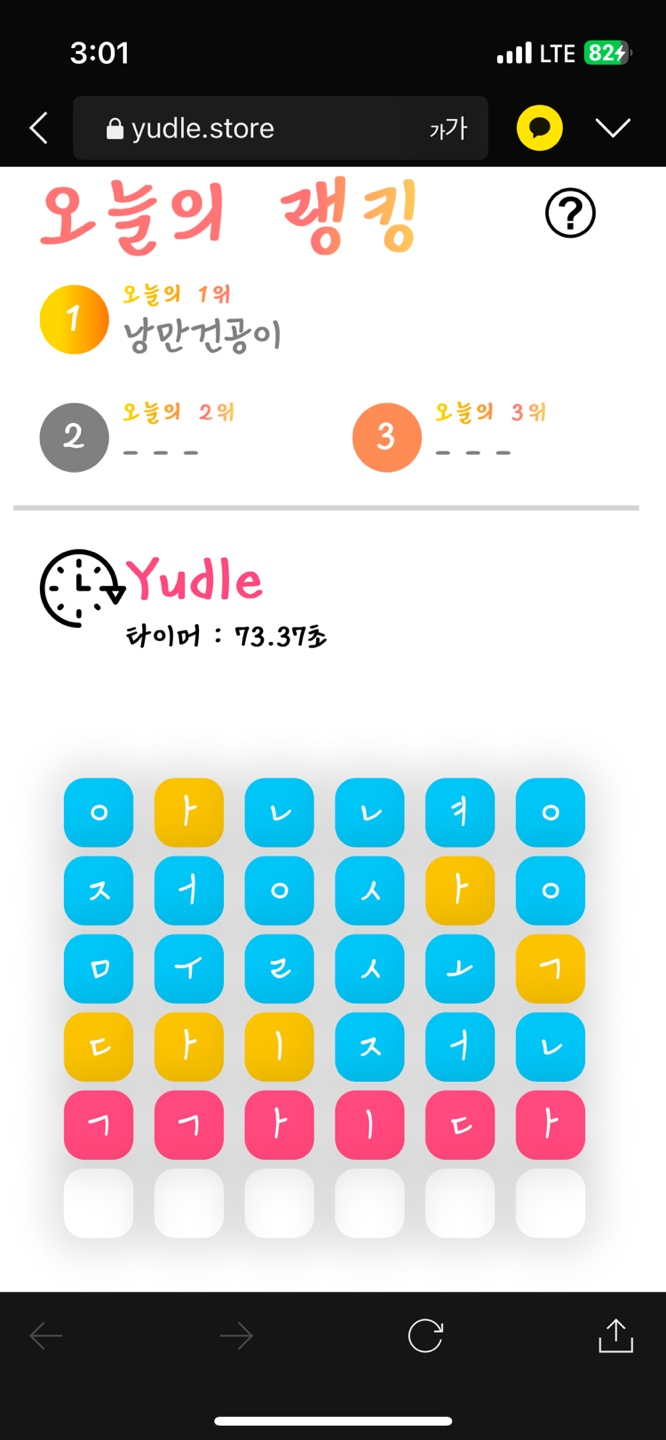 3:01
LTE 82
yudle.store 가가
오늘의 랭킹 ?
1 오늘의 1위
낭만건공이
2 오늘의 2위
– – –
3 오늘의 3위
– – –
Yudle
타이머 : 73.37초
ㅇ ㅏ ㄴ ㄴ ㅕ ㅇ
ㅈ ㅓ ㅇ ㅅ ㅏ ㅇ
ㅁ ㅜ ㄹ ㅅ ㅗ ㄱ
ㄷ ㅏ ㅣ ㅈ ㅓ ㄴ
ㄱ ㄱ ㅏ ㅣ ㄷ ㅏ